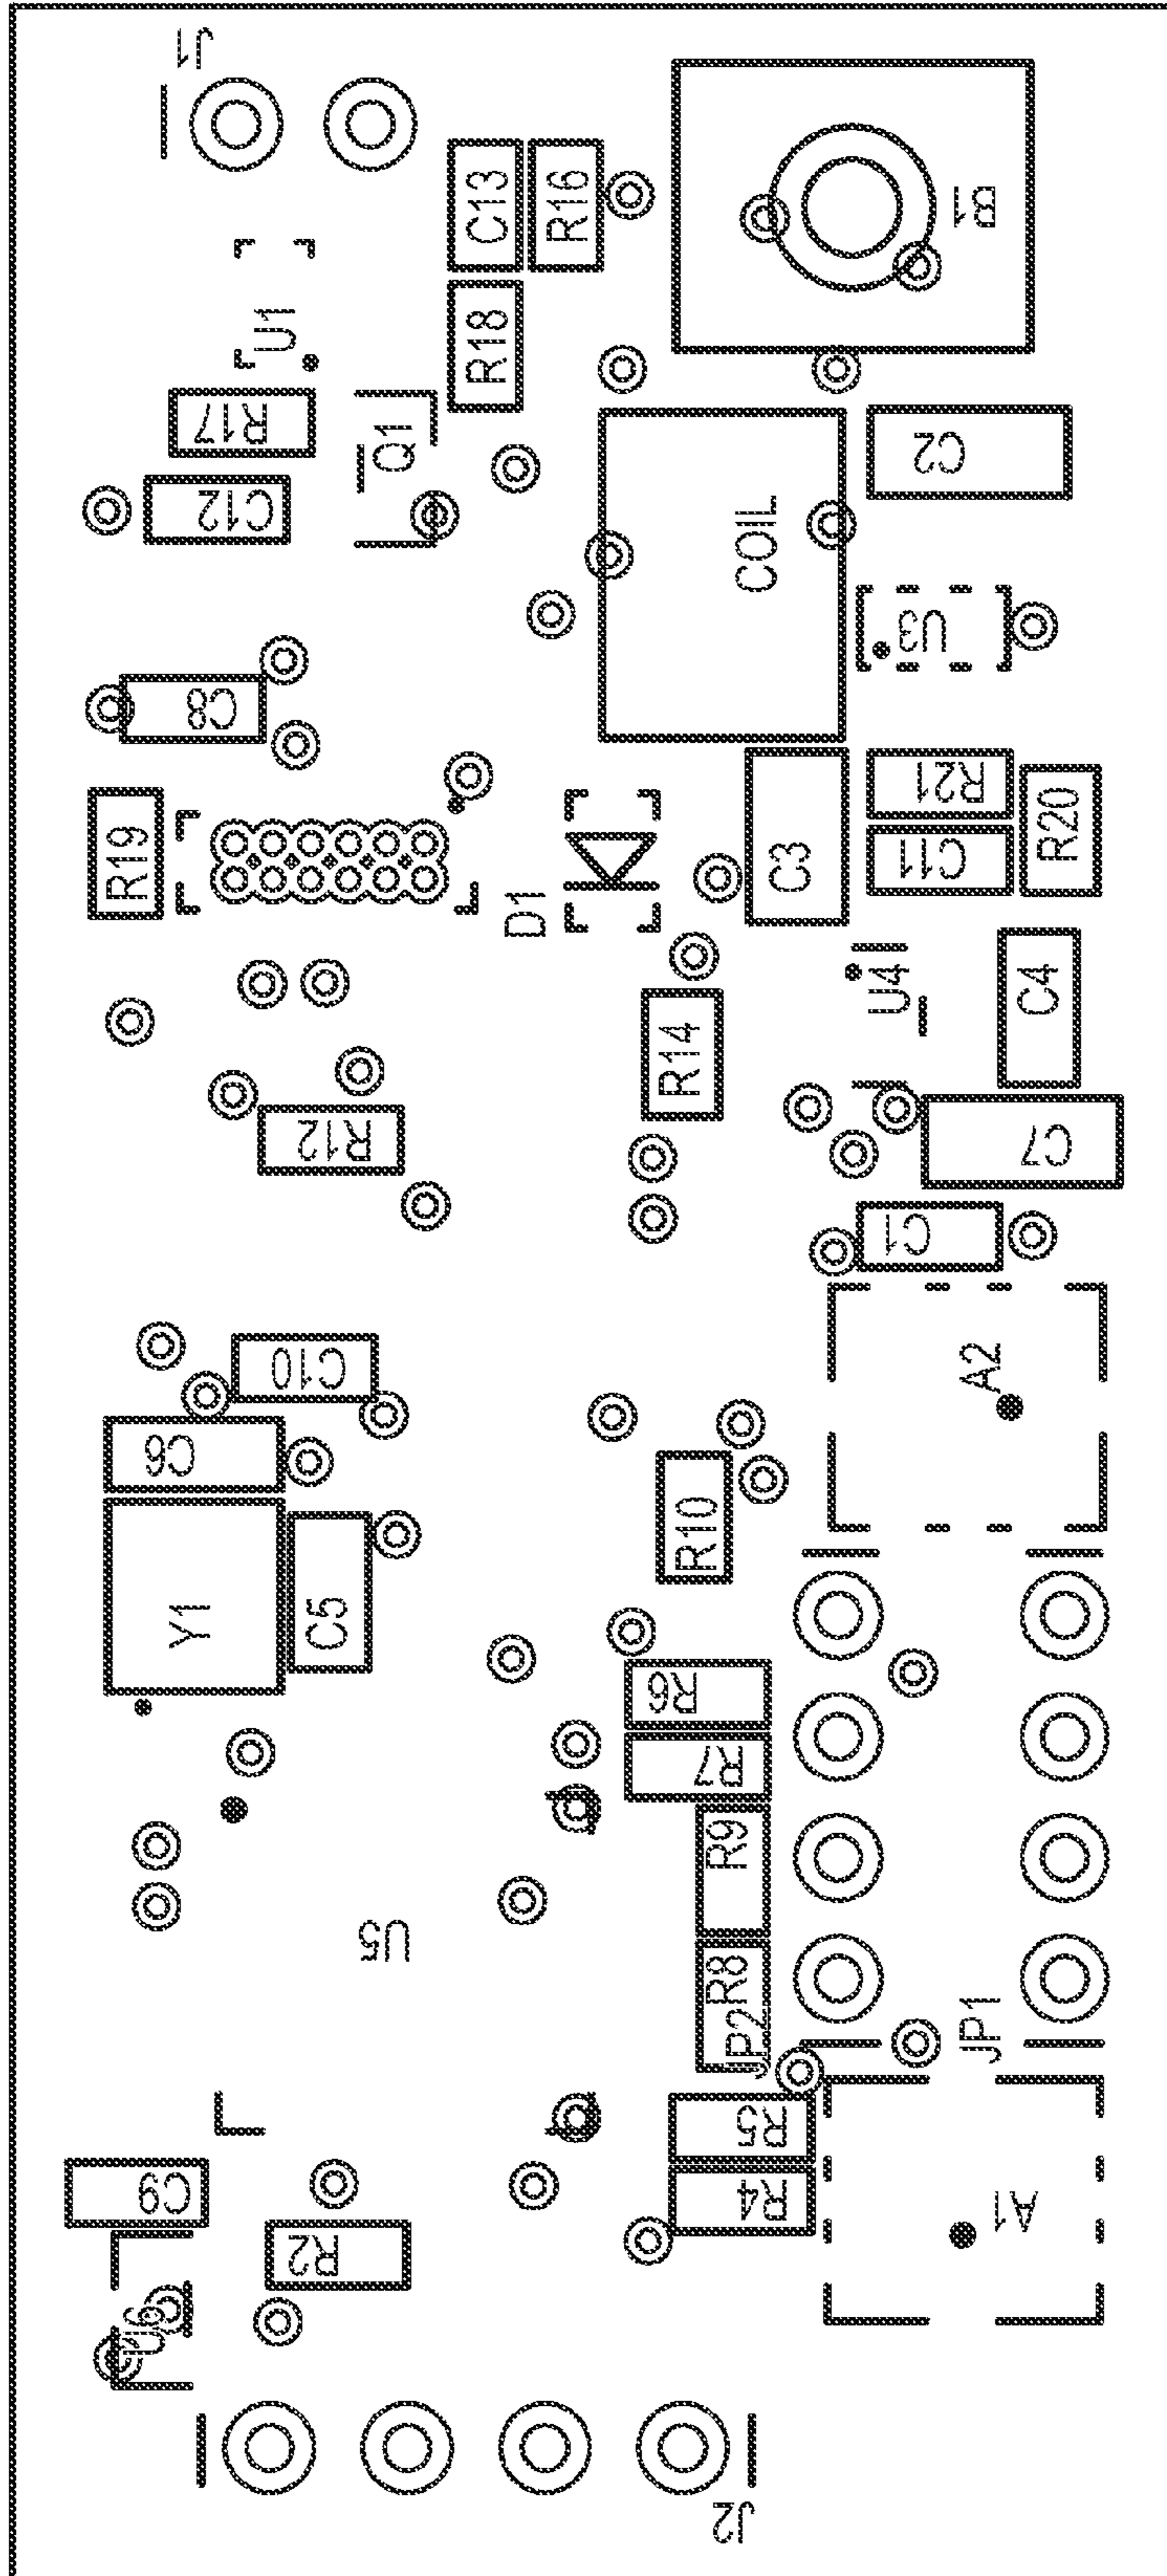 J1
C13
R16
B1
U1
R18
R17
Q1
C2
C12
COIL
U3
C8
R21
R19
C3
C11
R20
D1
U4
C4
R14
R12
C7
C1
C10
A2
C6
R10
Y1
C5
R6
R7
R9
U5
R8
JP2
JP1
R5
C9
R4
A1
R2
U6
J2